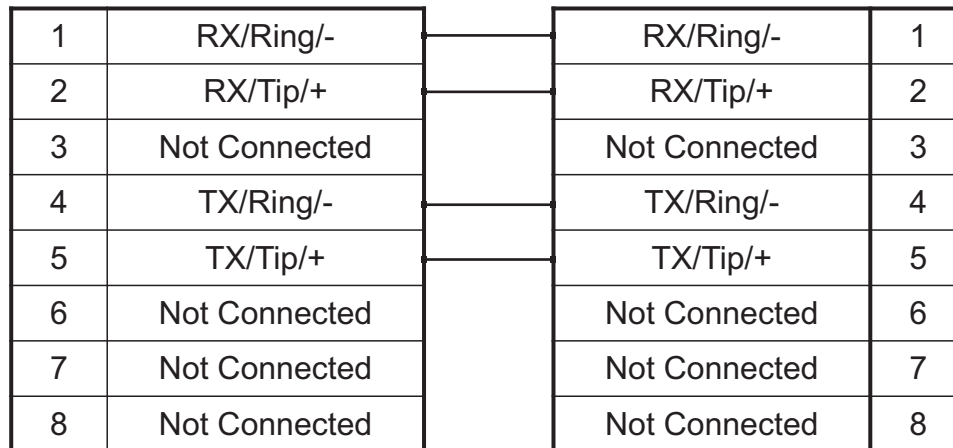 1 RX/Ring/- RX/Ring/- 1
2 RX/Tip/+ RX/Tip/+ 2
3 Not Connected Not Connected 3
4 TX/Ring/- TX/Ring/- 4
5 TX/Tip/+ TX/Tip/+ 5
6 Not Connected Not Connected 6
7 Not Connected Not Connected 7
8 Not Connected Not Connected 8